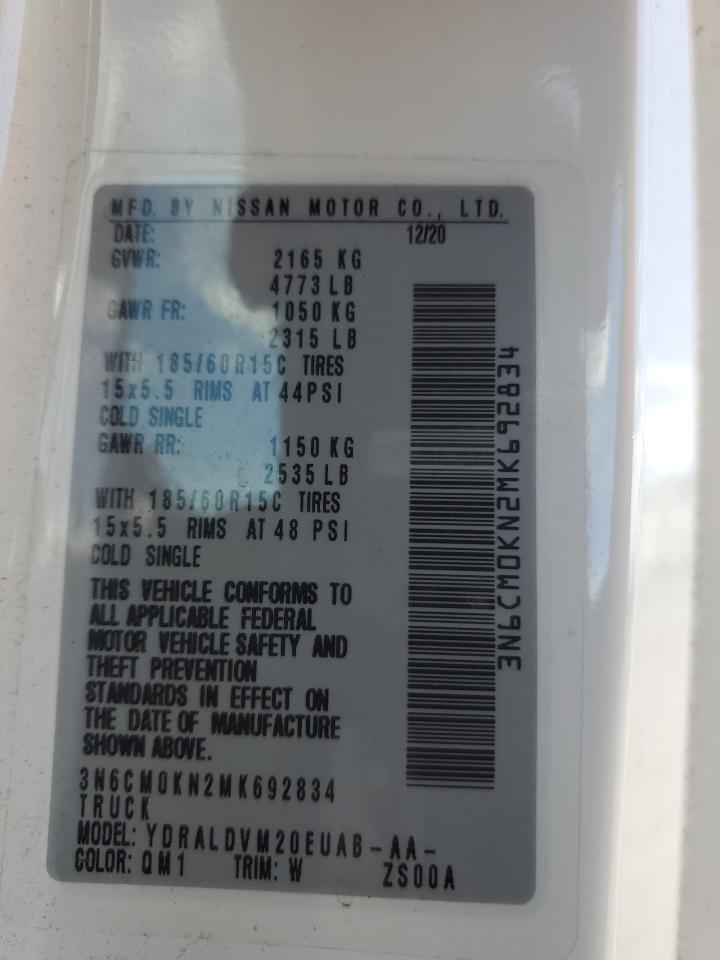 MFD. BY NISSAN MOTOR CO., LTD.
DATE: 12/20
GVWR: 2165 KG
4773 LB
GAWR FR: 1050 KG
2315 LB
WITH 185/60R15C TIRES
15x5.5 RIMS AT 44PSI
COLD SINGLE
GAWR RR: 1150 KG
2535 LB
WITH 185/60R15C TIRES
15x5.5 RIMS AT 48 PSI
COLD SINGLE
THIS VEHICLE CONFORMS TO
ALL APPLICABLE FEDERAL
MOTOR VEHICLE SAFETY AND
THEFT PREVENTION
STANDARDS IN EFFECT ON
THE DATE OF MANUFACTURE
SHOWN ABOVE.
3N6CM0KN2MK692834
TRUCK
MODEL: YDRALDVM20EUAB-AA-
COLOR: QM1 TRIM: W ZS00A
3N6CM0KN2MK692834